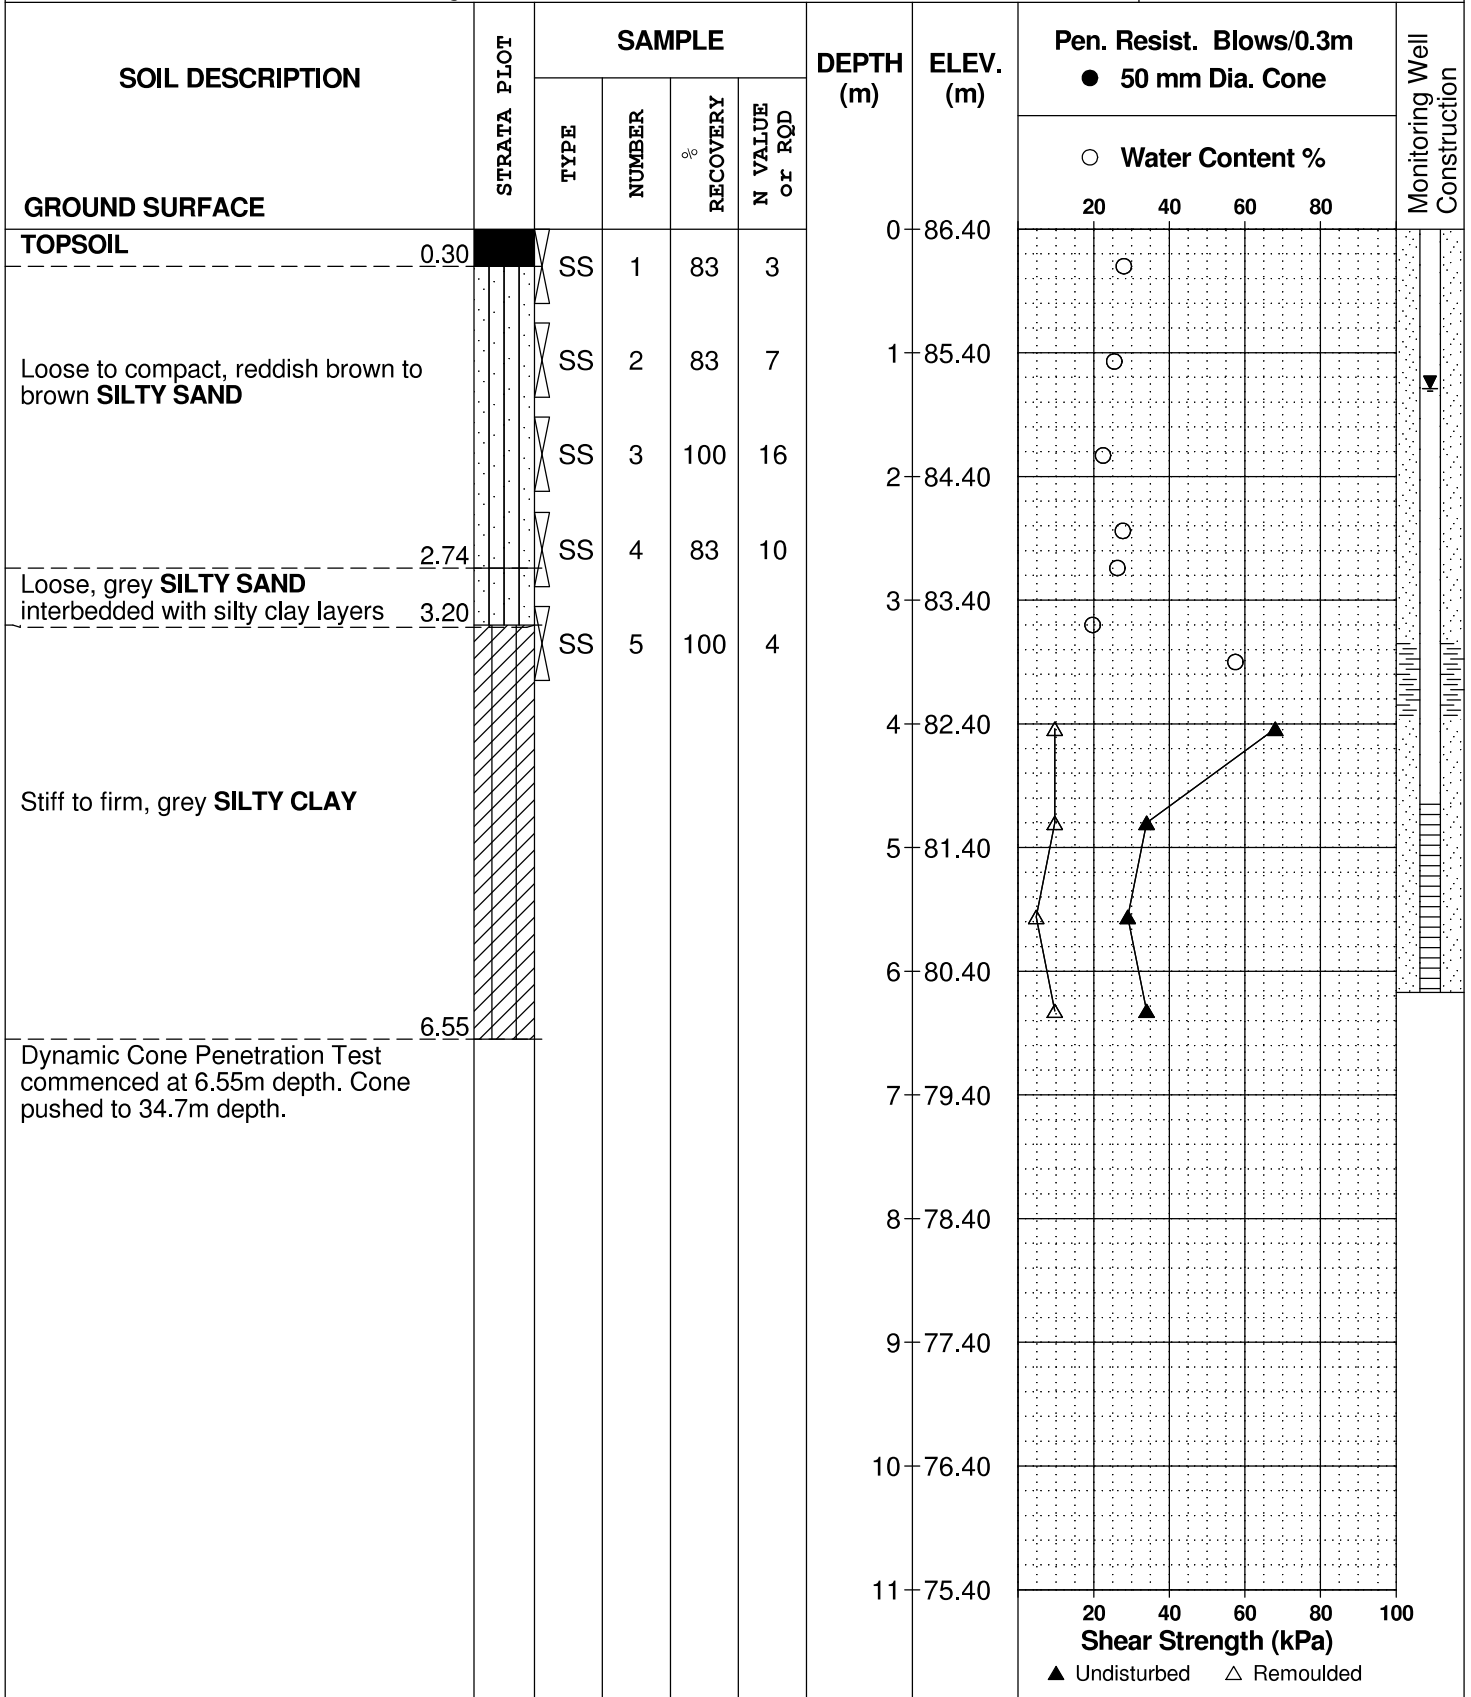 SOIL DESCRIPTION
GROUND SURFACE
STRATA PLOT
SAMPLE
TYPE
NUMBER
%
RECOVERY
N VALUE
or RQD
DEPTH
(m)
ELEV.
(m)
Pen. Resist. Blows/0.3m
● 50 mm Dia. Cone
○ Water Content %
20 40 60 80
Monitoring Well
Construction
TOPSOIL
0.30
Loose to compact, reddish brown to
brown SILTY SAND
2.74
Loose, grey SILTY SAND
interbedded with silty clay layers 3.20
Stiff to firm, grey SILTY CLAY
6.55
Dynamic Cone Penetration Test
commenced at 6.55m depth. Cone
pushed to 34.7m depth.
SS 1 83 3
SS 2 83 7
SS 3 100 16
SS 4 83 10
SS 5 100 4
0 86.40
1 85.40
2 84.40
3 83.40
4 82.40
5 81.40
6 80.40
7 79.40
8 78.40
9 77.40
10 76.40
11 75.40
20 40 60 80 100
Shear Strength (kPa)
▲ Undisturbed △ Remoulded